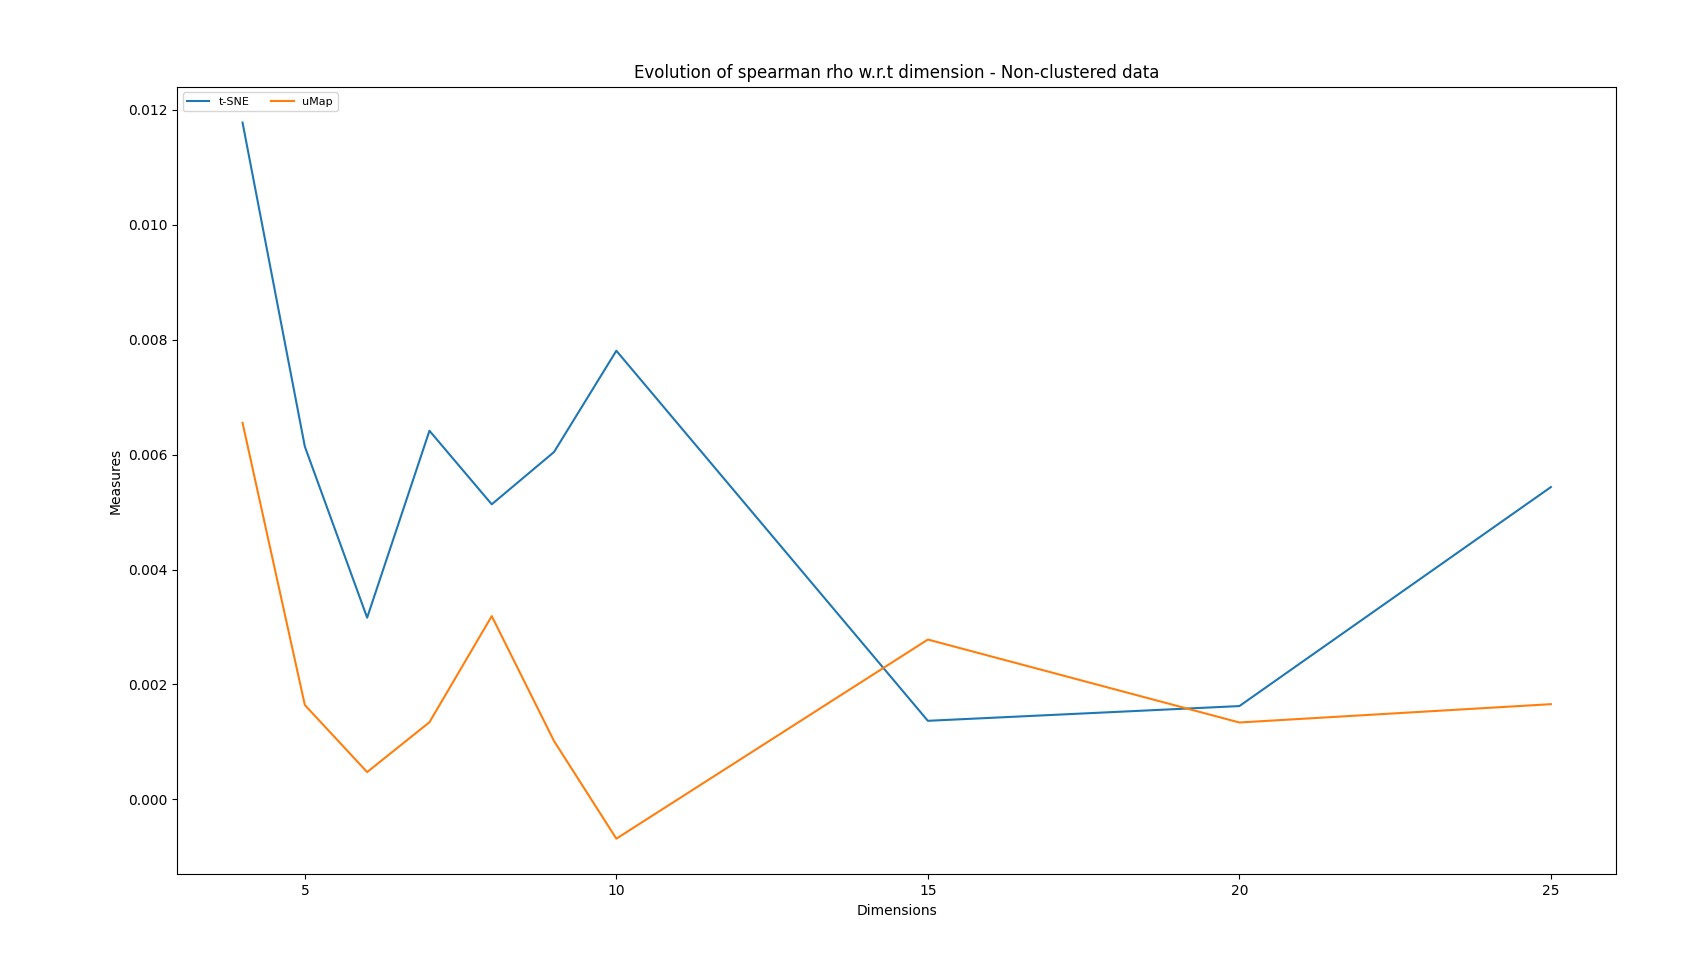 Evolution of spearman rho w.r.t dimension - Non-clustered data
t-SNE uMap
0.012
0.010
0.008
0.006
0.004
0.002
0.000
Measures
5 10 15 20 25
Dimensions